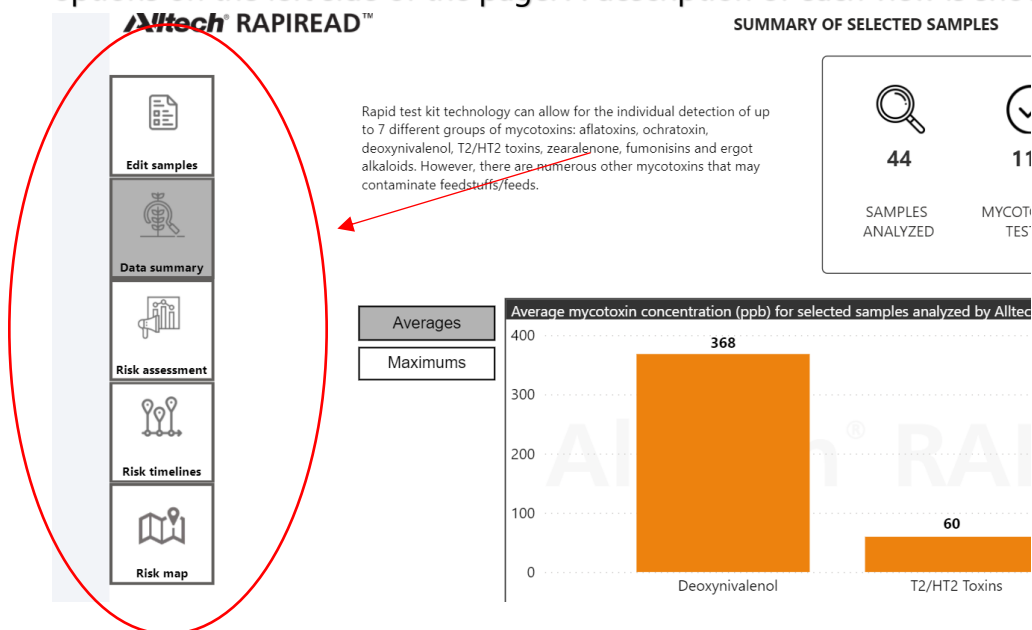 Alltech® RAPIREAD™
SUMMARY OF SELECTED SAMPLES
Edit samples
Data summary
Risk assessment
Risk timelines
Risk map
Rapid test kit technology can allow for the individual detection of up
to 7 different groups of mycotoxins: aflatoxins, ochratoxin,
deoxynivalenol, T2/HT2 toxins, zearalenone, fumonisins and ergot
alkaloids. However, there are numerous other mycotoxins that may
contaminate feedstuffs/feeds.
44
11
SAMPLES
ANALYZED
MYCOTO
TEST
Averages
Maximums
Average mycotoxin concentration (ppb) for selected samples analyzed by Alltec
400
300
200
100
0
368
60
Deoxynivalenol
T2/HT2 Toxins